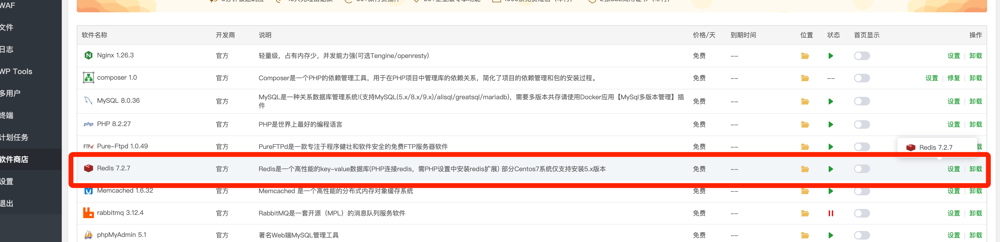 WAF
文件
日志
WP Tools
多用户
终端
计划任务
软件商店
设置
退出
软件名称 开发商 说明 价格/天 到期时间 位置 状态 首页显示 操作
Nginx 1.26.3 官方 轻量级，占有内存少，并发能力强(可选Tengine/openresty) 免费 -- 设置 | 卸载
composer 1.0 官方 Composer是一个PHP的依赖管理工具，用于在PHP项目中管理库的依赖关系，简化了项目的依赖管理和包的安装过程。 免费 -- -- 设置 | 修复 | 卸载
MySQL 8.0.36 官方 MySQL是一种关系数据库管理系统!(支持MySQL(5.x/8.x/9.x)/alisql/greatsql/mariadb)，需要多版本共存请使用Docker应用【MySql多版本管理】插
件 免费 -- 设置 | 卸载
php PHP 8.2.27 官方 PHP是世界上最好的编程语言 免费 -- 设置 | 卸载
FTPd Pure-Ftpd 1.0.49 官方 PureFTPd是一款专注于程序健壮和软件安全的免费FTP服务器软件 免费 -- 载
Redis 7.2.7
Redis 7.2.7 官方 Redis是一个高性能的key-value数据库(PHP连接redis，需PHP设置中安装redis扩展) 部分Centos7系统仅支持安装5.x版本 免费 -- 设置 | 卸载
Memcached 1.6.32 官方 Memcached 是一个高性能的分布式内存对象缓存系统 免费 -- 设置 | 卸载
rabbitmq 3.12.4 官方 RabbitMQ是一套开源（MPL）的消息队列服务软件 免费 -- 设置 | 卸载
phpMyAdmin 5.1 官方 著名Web端MySQL管理工具 免费 -- 设置 | 卸载